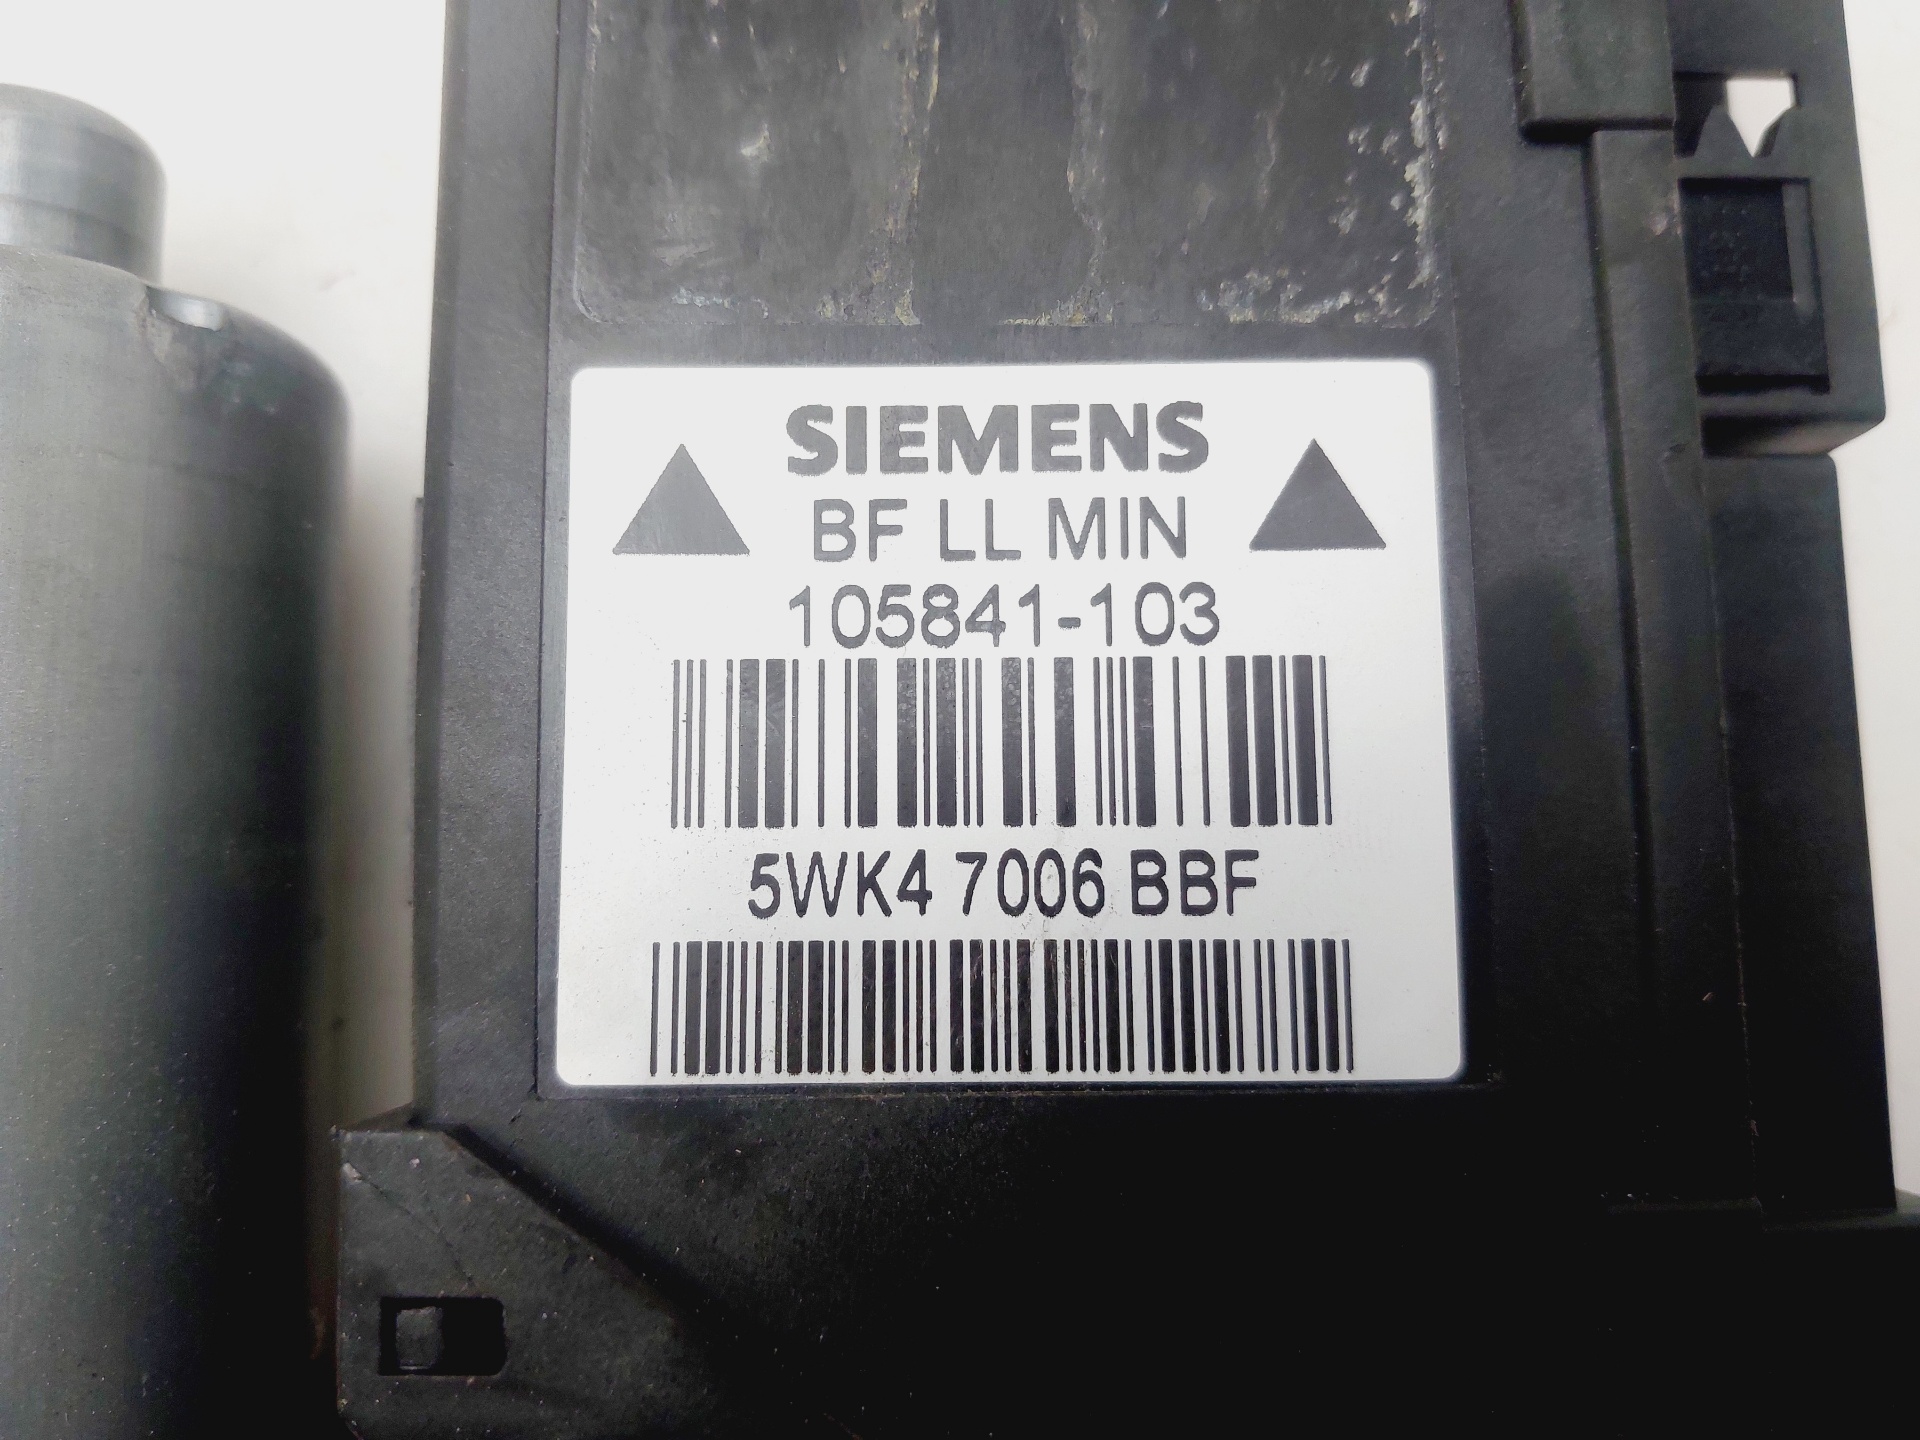 SIEMENS
BF LL MIN
105841-103
5WK4 7006 BBF